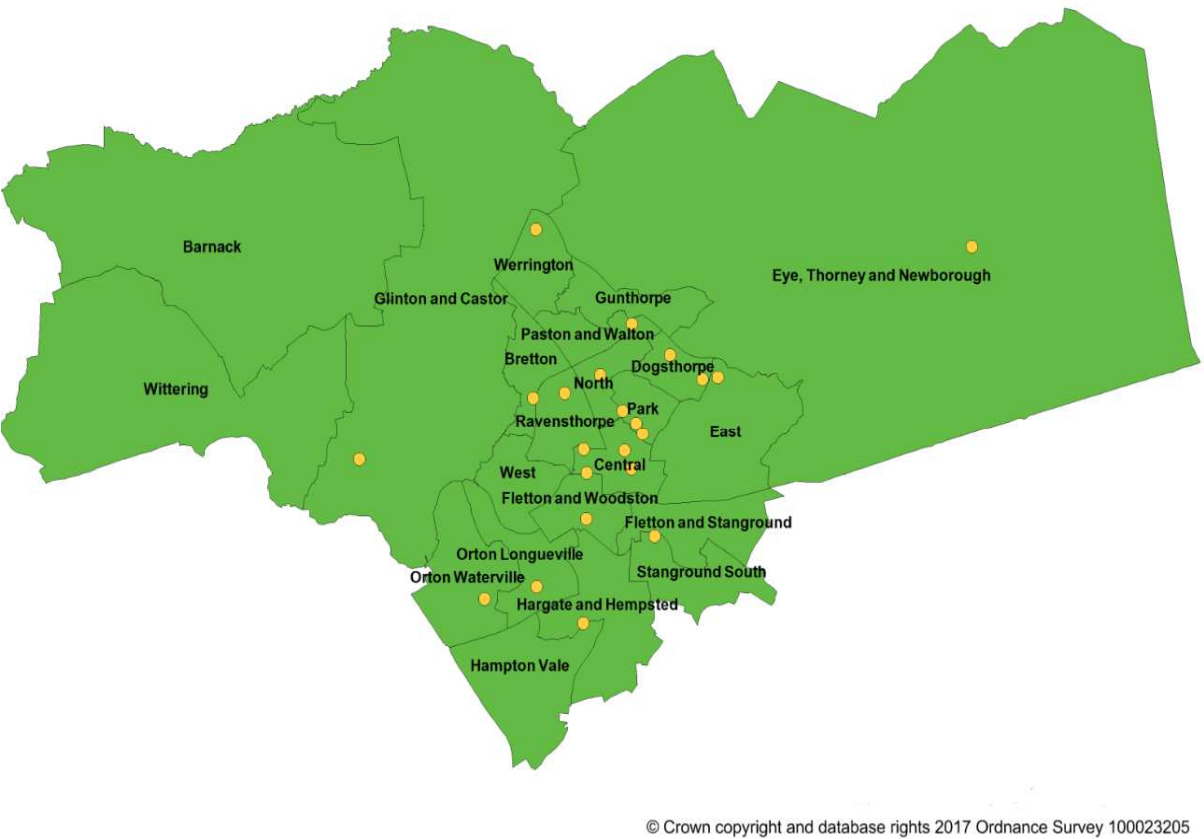 Barnack
Werrington
Eye, Thorney and Newborough
Glinton and Castor
Gunthorpe
Paston and Walton
Bretton
Dogsthorpe
North
Wittering
Park
Ravensthorpe
East
Central
West
Fletton and Woodston
Fletton and Stanground
Orton Longueville
Stanground South
Orton Waterville
Hargate and Hempsted
Hampton Vale
© Crown copyright and database rights 2017 Ordnance Survey 100023205